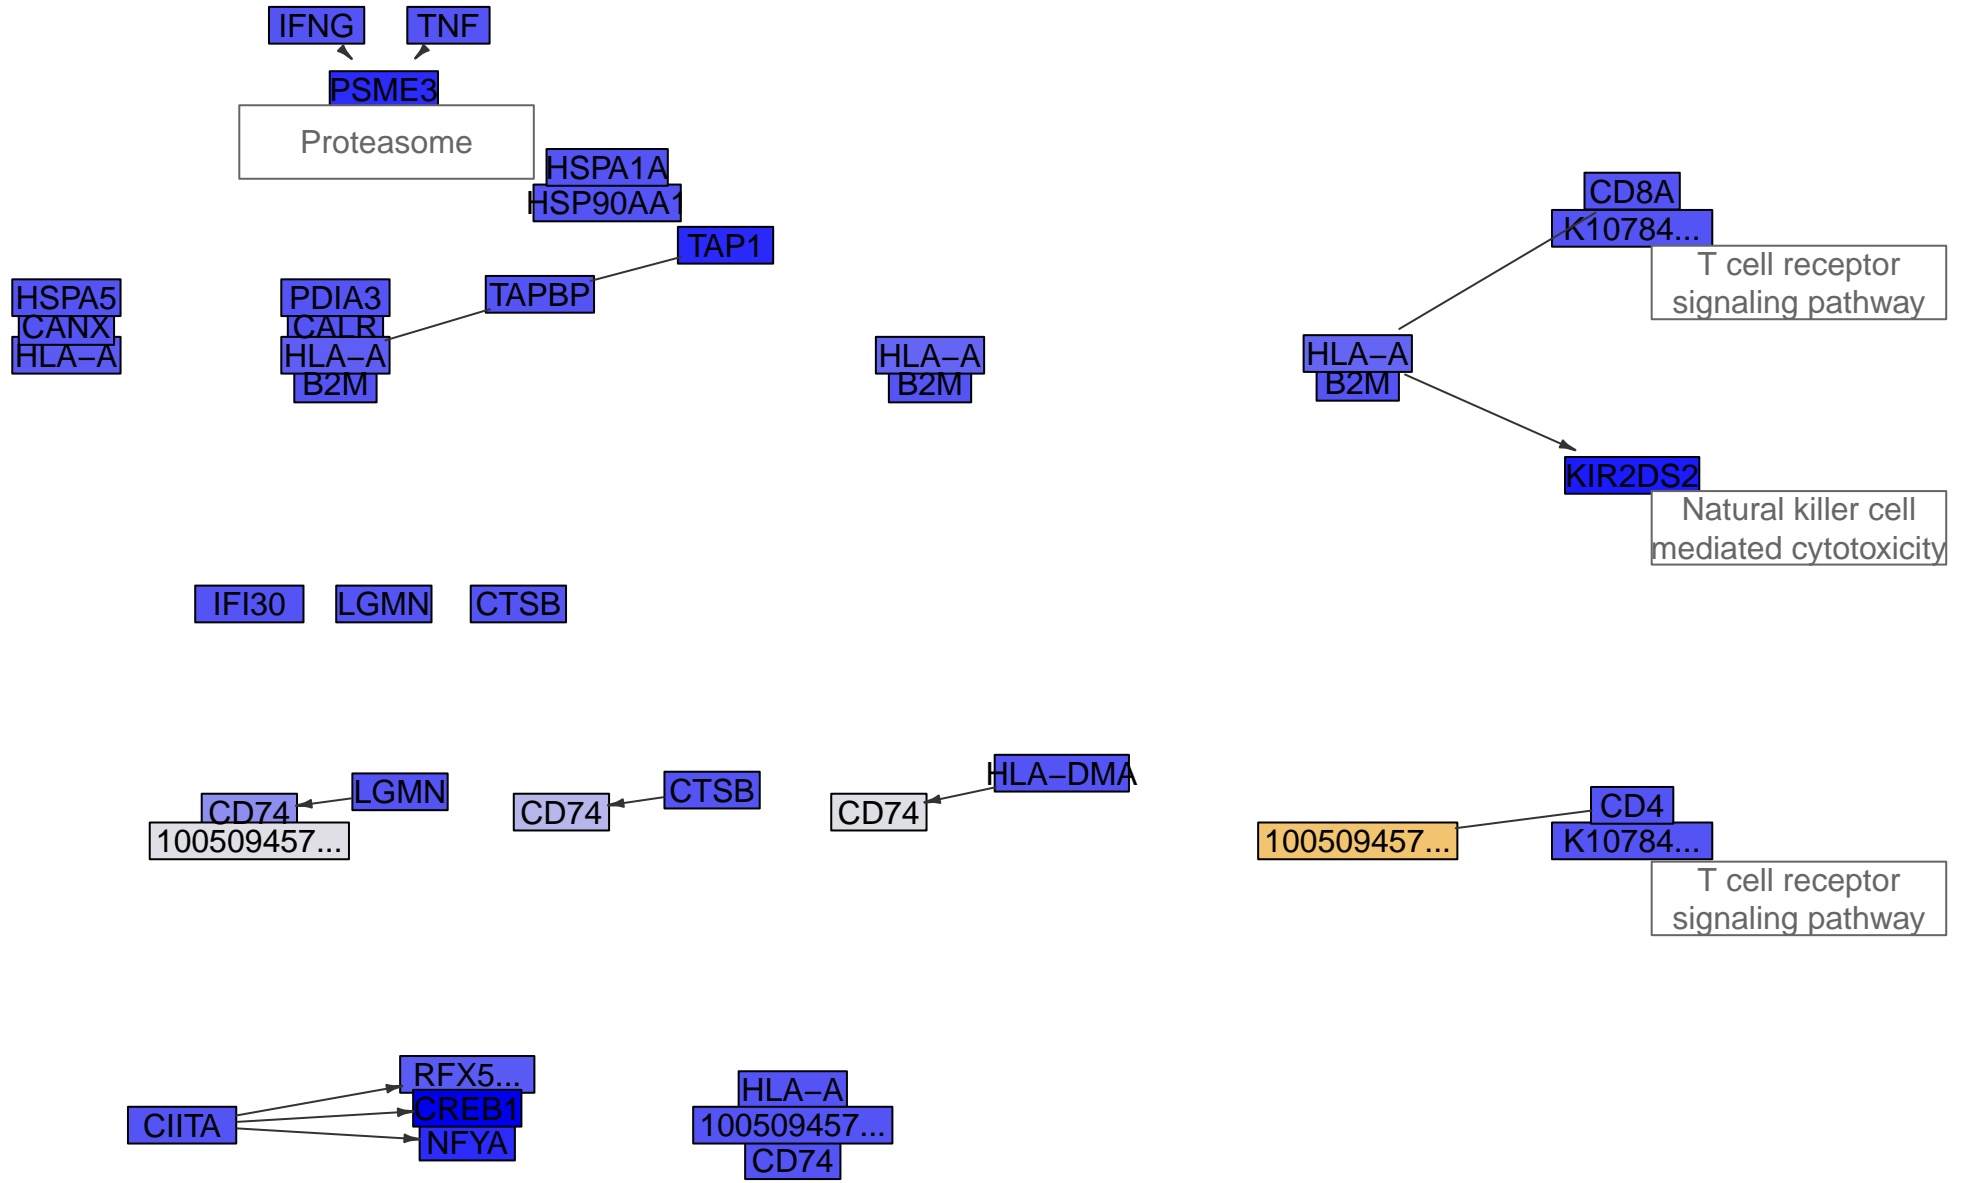 IFNG
TNF
PSME3
Proteasome
HSPA1A
HSP90AA1
TAP1
CD8A
K10784...
T cell receptor
signaling pathway
HSPA5
CANX
HLA−A
PDIA3
CALR
HLA−A
B2M
TAPBP
HLA−A
B2M
HLA−A
B2M
KIR2DS2
Natural killer cell
mediated cytotoxicity
IFI30
LGMN
CTSB
CD74
100509457...
LGMN
CD74
CTSB
CD74
HLA−DMA
100509457...
CD4
K10784...
T cell receptor
signaling pathway
CIITA
RFX5...
CREB1
NFYA
HLA−A
100509457...
CD74